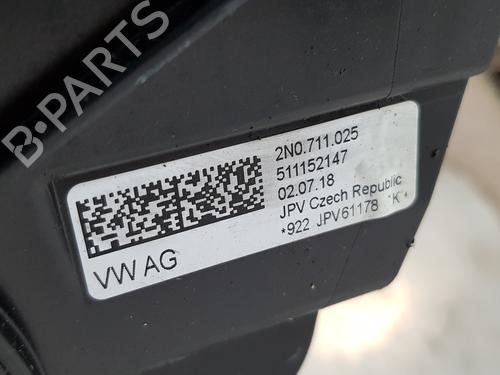 B-PARTS
2N0.711.025
511152147
02.07.18
JPV Czech Republic
*922 JPV61178 K*
VW AG